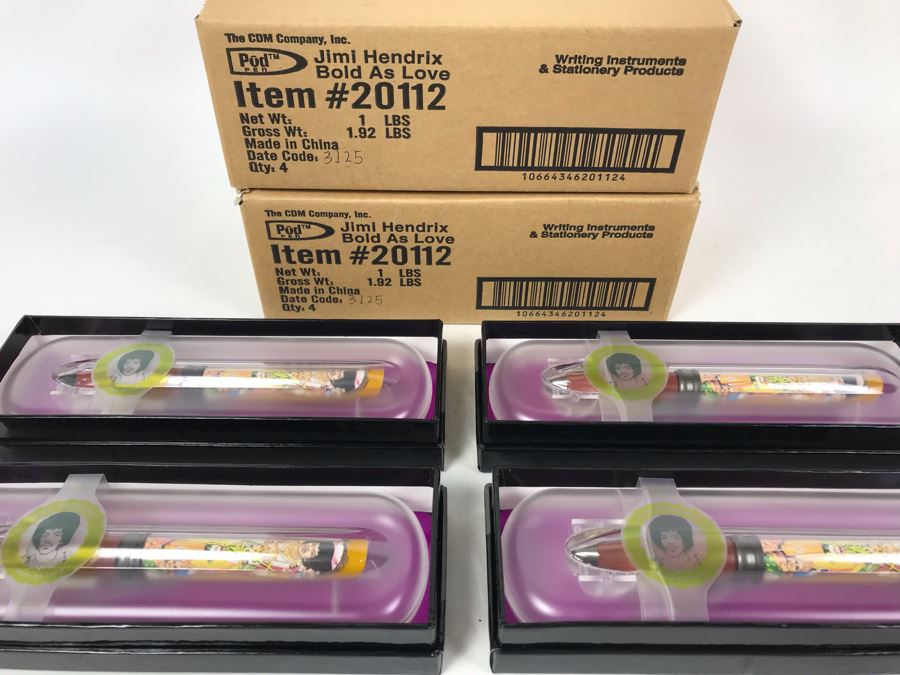 The CDM Company, Inc.
Pōd™
PEN
Jimi Hendrix
Bold As Love
Writing Instruments
& Stationery Products
Item #20112
Net Wt: 1 LBS
Gross Wt: 1.92 LBS
Made in China
Date Code: 3125
Qty: 4
10664346201124
The CDM Company, Inc.
Pōd™
PEN
Jimi Hendrix
Bold As Love
Writing Instruments
& Stationery Products
Item #20112
Net Wt: 1 LBS
Gross Wt: 1.92 LBS
Made in China
Date Code: 3125
Qty: 4
10664346201124